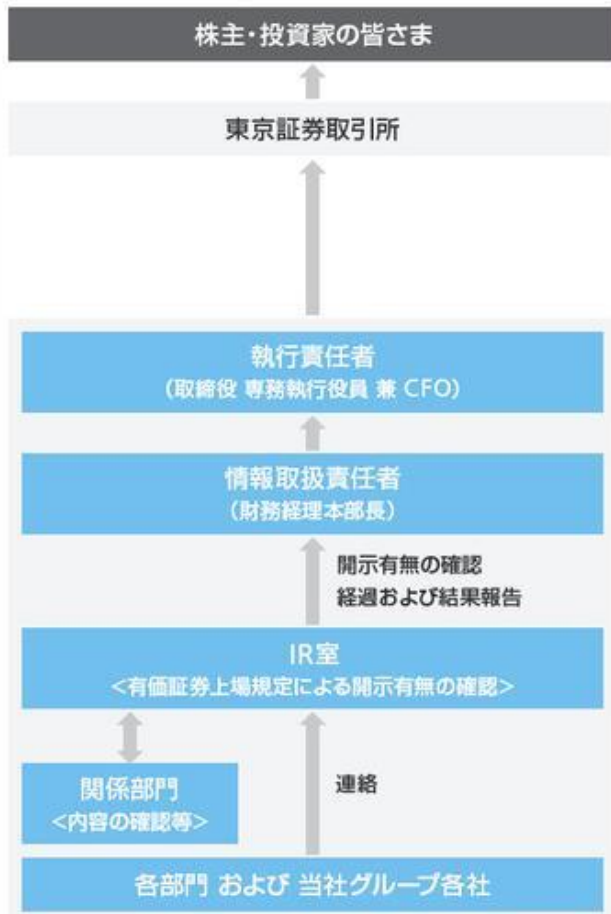 株主・投資家の皆さま
東京証券取引所
執行責任者
(取締役 専務執行役員 兼 CFO)
情報取扱責任者
(財務経理本部長)
開示有無の確認
経過および結果報告
IR室
<有価証券上場規定による開示有無の確認>
関係部門
<内容の確認等>
連絡
各部門 および 当社グループ各社